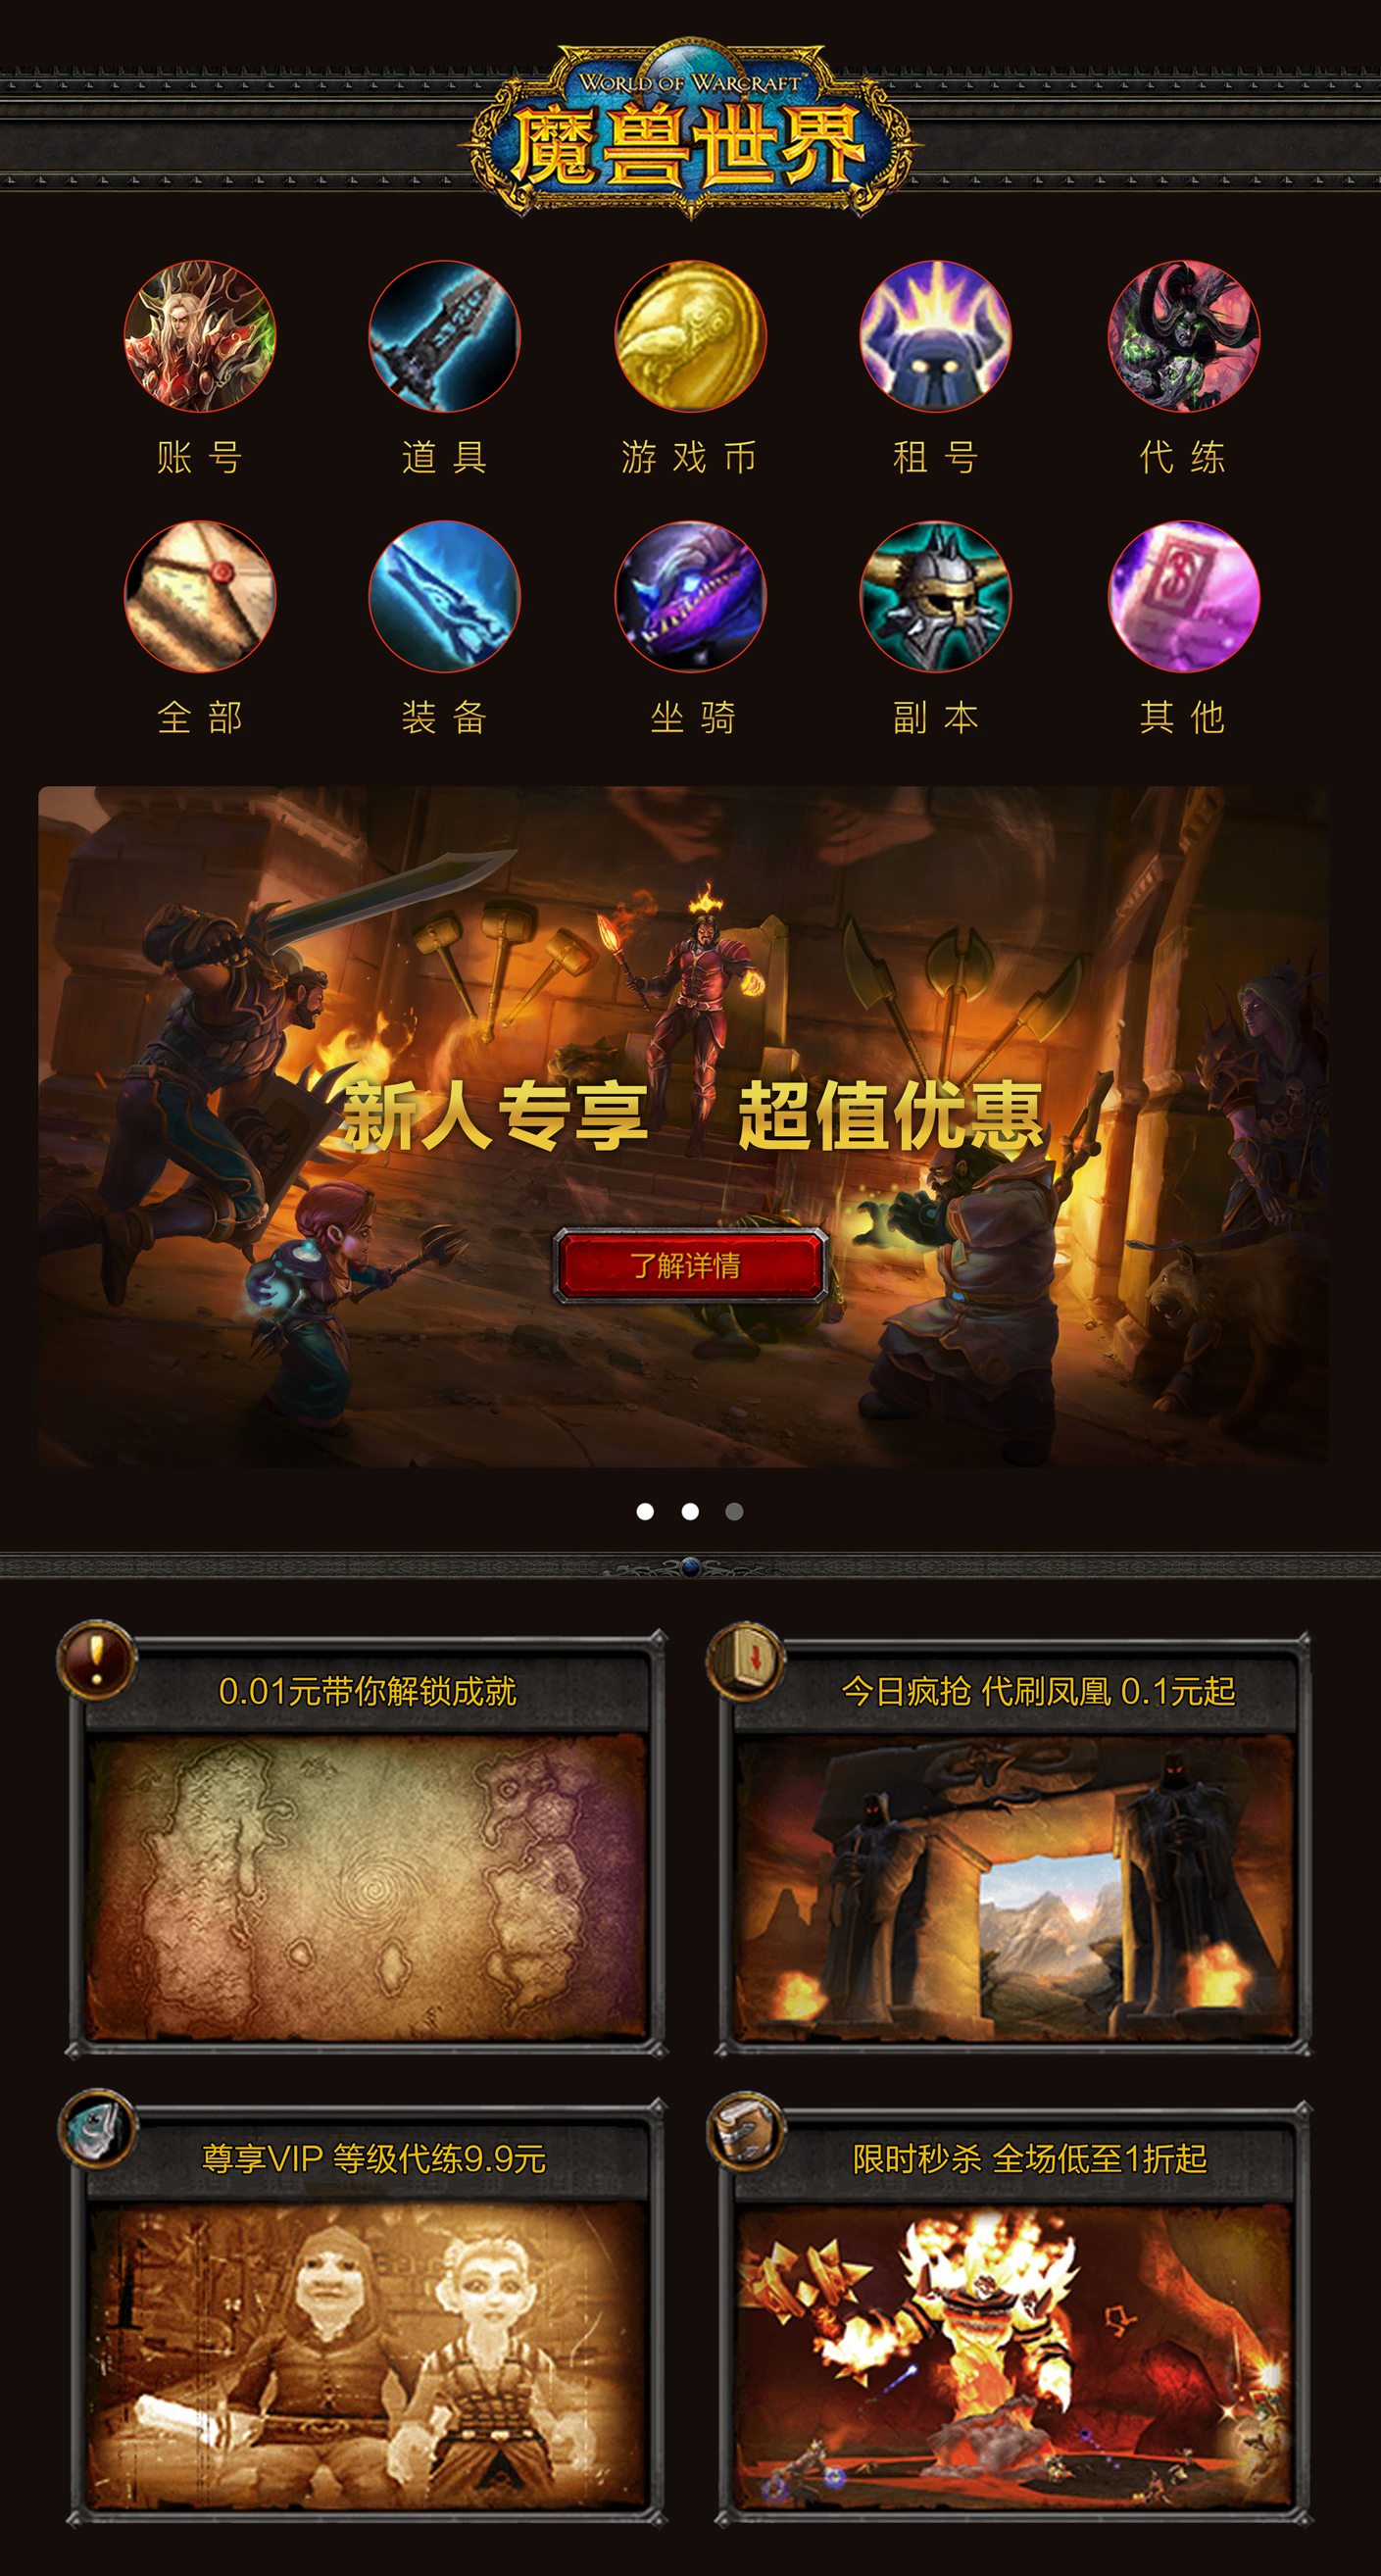 WORLD OF WARCRAFT
魔兽世界
账号
道具
游戏币
租号
代练
全部
装备
坐骑
副本
其他
新人专享 超值优惠
了解详情
0.01元带你解锁成就
今日疯抢 代刷凤凰 0.1元起
尊享VIP 等级代练9.9元
限时秒杀 全场低至1折起